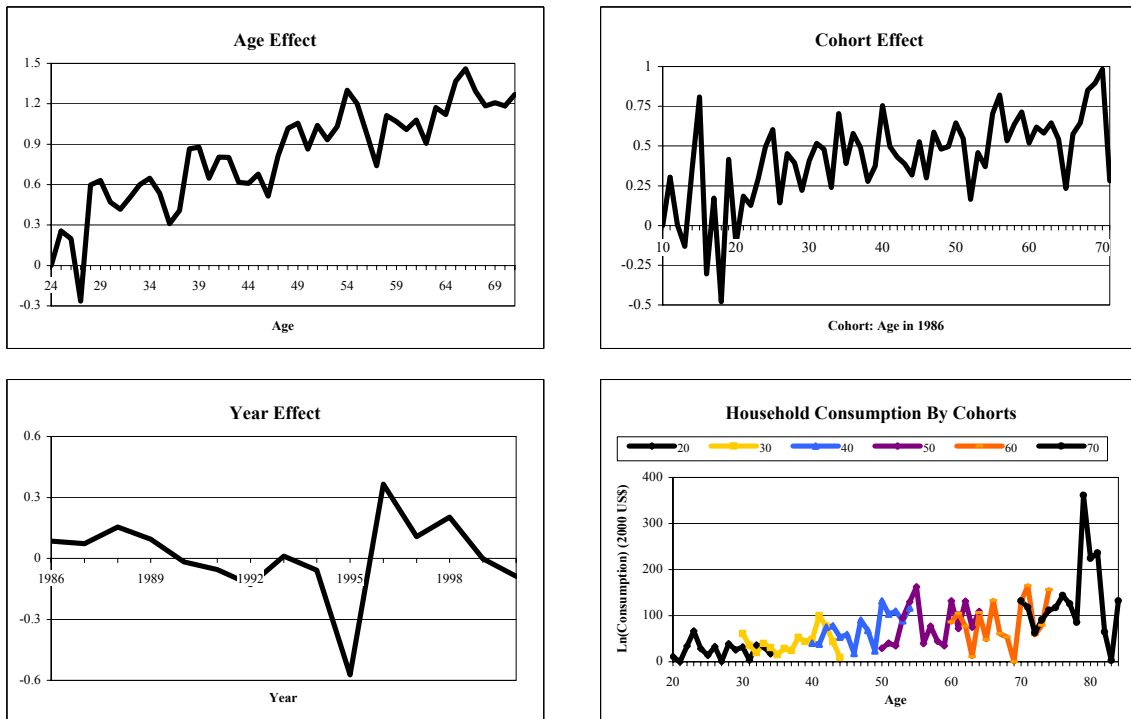 Age Effect
1.5
1.2
0.9
0.6
0.3
0
-0.3
24 29 34 39 44 49 54 59 64 69
Age
Cohort Effect
1
0.75
0.5
0.25
0
-0.25
-0.5
10 20 30 40 50 60 70
Cohort: Age in 1986
Year Effect
0.6
0.3
0
-0.3
-0.6
1986 1989 1992 1995 1998
Year
Household Consumption By Cohorts
20 30 40 50 60 70
Ln(Consumption) (2000 US$)
400
300
200
100
0
20 30 40 50 60 70 80
Age